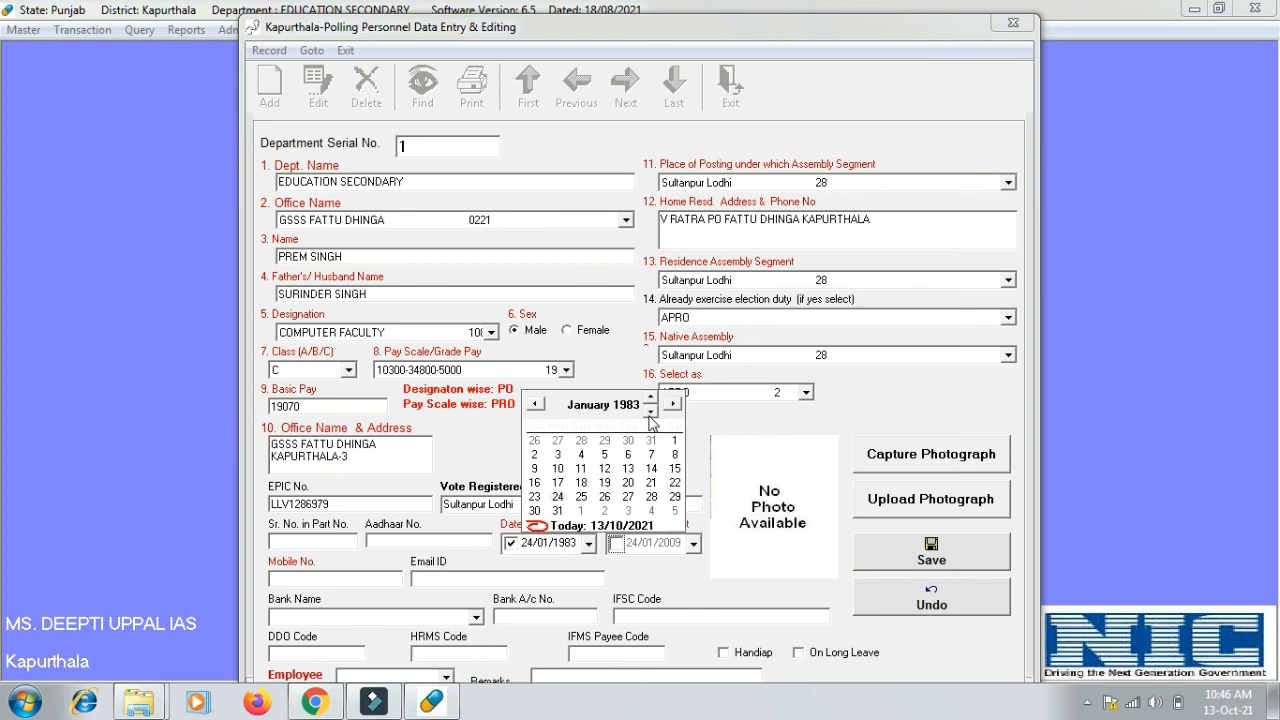 State: Punjab District: Kapurthala Department : EDUCATION SECONDARY Software Version: 6.5 Dated: 18/08/2021
Master Transaction Query Reports
Kapurthala-Polling Personnel Data Entry & Editing
Record Goto Exit
Add Edit Delete Find Print First Previous Next Last Exit
Department Serial No. 1
1. Dept. Name
EDUCATION SECONDARY
2. Office Name
GSSS FATTU DHINGA 0221
3. Name
PREM SINGH
4. Father's/ Husband Name
SURINDER SINGH
5. Designation 6. Sex
COMPUTER FACULTY Male Female
7. Class (A/B/C) 8. Pay Scale/Grade Pay
C 10300-34800-5000 19
9. Basic Pay Designaton wise: PO
19070 Pay Scale wise: PRO
10. Office Name & Address
GSSS FATTU DHINGA
KAPURTHALA-3
EPIC No. Vote Registere
LLV1286979 Sultanpur Lodhi
Sr. No. in Part No. Aadhaar No. Date
24/01/1983 24/01/2009
Mobile No. Email ID
Bank Name Bank A/c No. IFSC Code
DDO Code HRMS Code IFMS Payee Code
Handiap On Long Leave
Employee Remarks
11. Place of Posting under which Assembly Segment
Sultanpur Lodhi 28
12. Home Resd. Address & Phone No
V RATRA PO FATTU DHINGA KAPURTHALA
13. Residence Assembly Segment
Sultanpur Lodhi 28
14. Already exercise election duty (if yes select)
APRO
15. Native Assembly
Sultanpur Lodhi 28
16. Select as
2
January 1983
26 27 28 29 30 31 1
2 3 4 5 6 7 8
9 10 11 12 13 14 15
16 17 18 19 20 21 22
23 24 25 26 27 28 29
30 31 1 2 3 4 5
Today: 13/10/2021
No
Photo
Available
Capture Photograph
Upload Photograph
Save
Undo
MS. DEEPTI UPPAL IAS
Kapurthala
NIC
Driving the Next Generation Government
10:46 AM
13-Oct-21